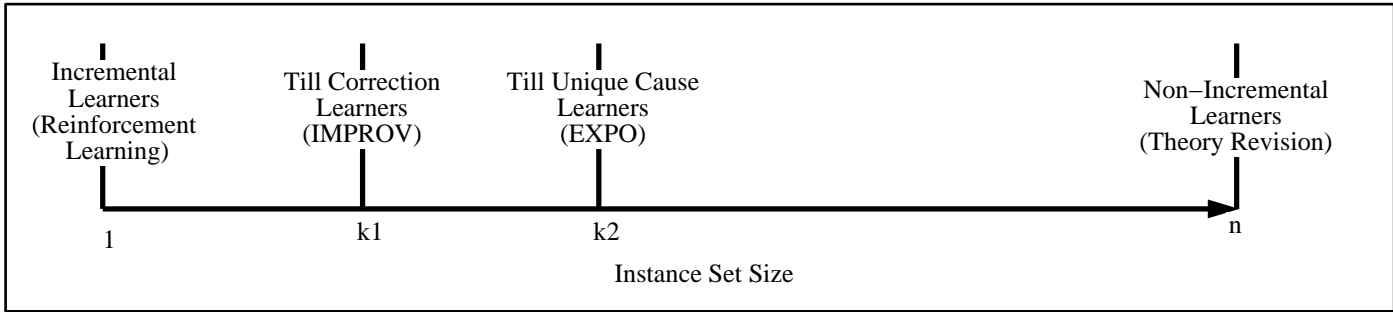 Incremental
Learners
(Reinforcement
Learning)
Till Correction
Learners
(IMPROV)
Till Unique Cause
Learners
(EXPO)
Non−Incremental
Learners
(Theory Revision)
1
k1
k2
n
Instance Set Size